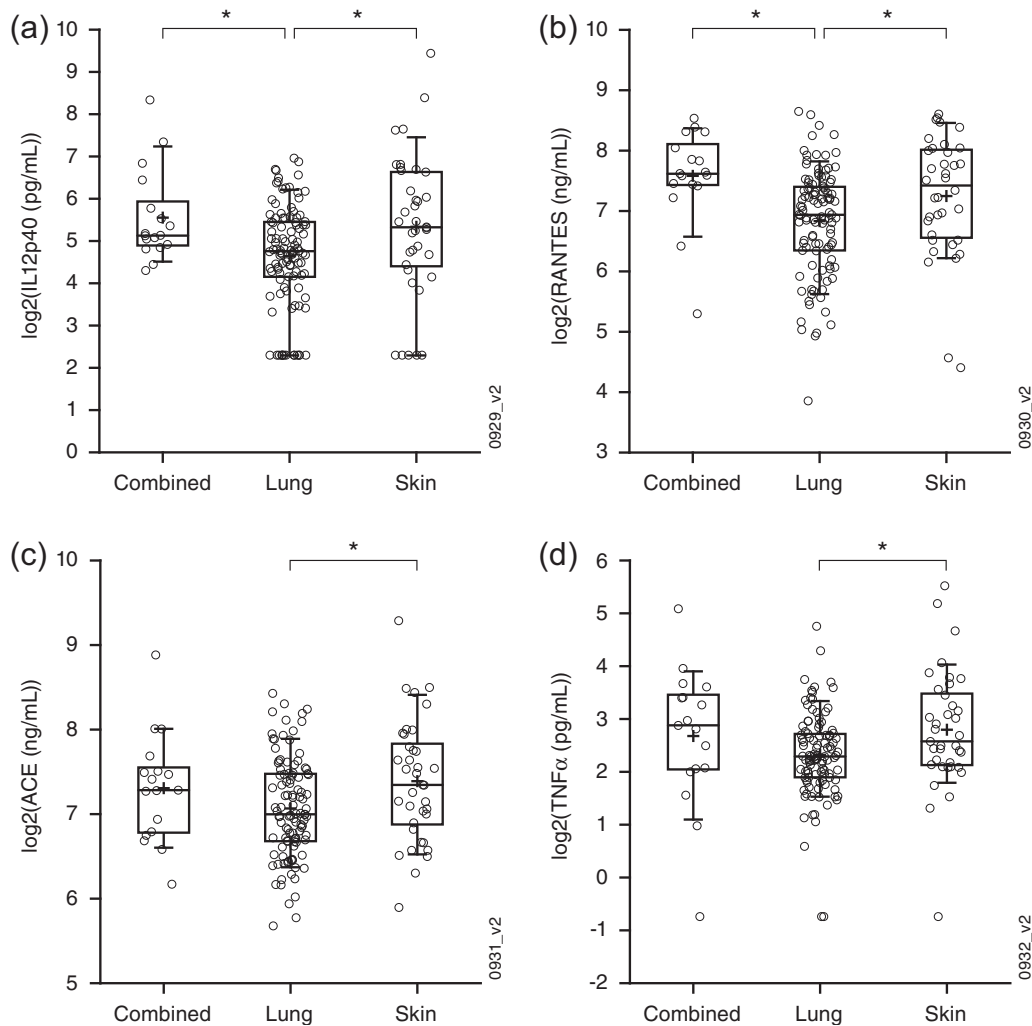 (a)
* *
log2(IL12p40 (pg/mL))
10
9
8
7
6
5
4
3
2
1
0
Combined Lung Skin
0929_v2
(b)
* *
log2(RANTES (ng/mL))
10
9
8
7
6
5
4
3
Combined Lung Skin
0930_v2
(c)
*
log2(ACE (ng/mL))
10
9
8
7
6
5
Combined Lung Skin
0931_v2
(d)
*
log2(TNFα (pg/mL))
6
5
4
3
2
1
0
-1
-2
Combined Lung Skin
0932_v2